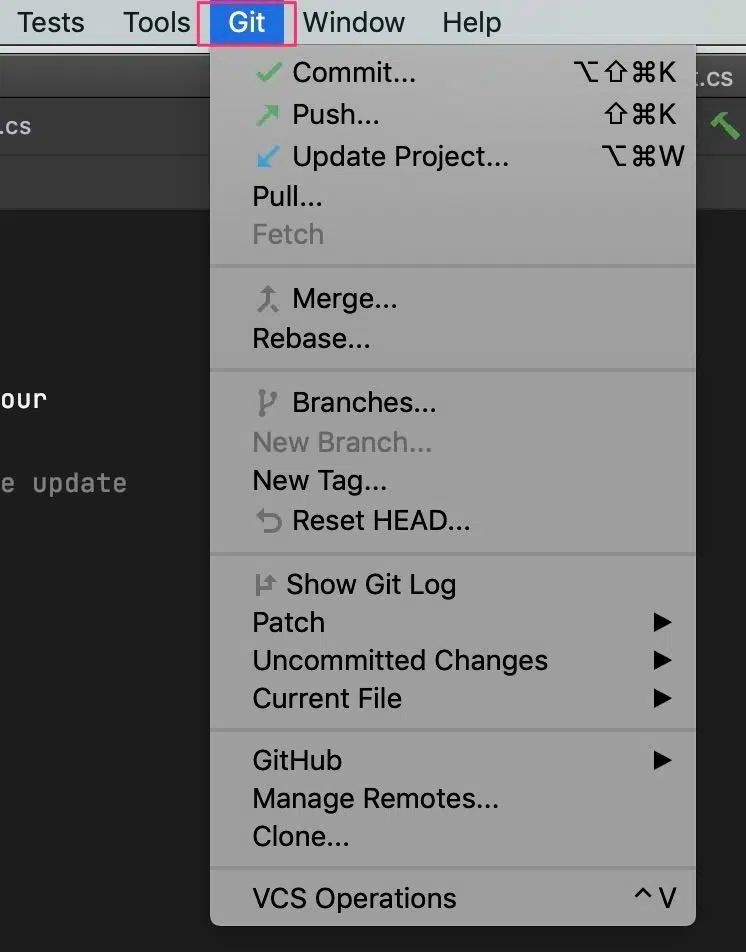 Tests Tools Git Window Help
Commit... ⌥⇧⌘K
t.cs
Push... ⇧⌘K
.cs
Update Project... ⌥⌘W
Pull...
Fetch
Merge...
Rebase...
our
Branches...
New Branch...
New Tag...
e update
Reset HEAD...
Show Git Log
Patch ▶
Uncommitted Changes ▶
Current File ▶
GitHub ▶
Manage Remotes...
Clone...
VCS Operations ^V